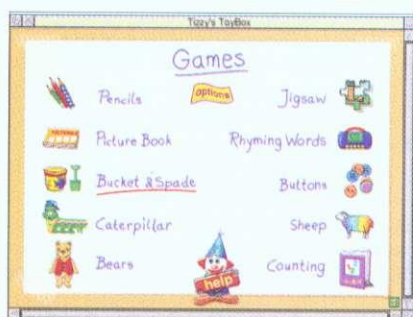 Tizzy's ToyBox
Games
Pencils
options
Jigsaw
Picture Book
Rhyming Words
Bucket & Spade
Buttons
Caterpillar
Sheep
Bears
help
Counting